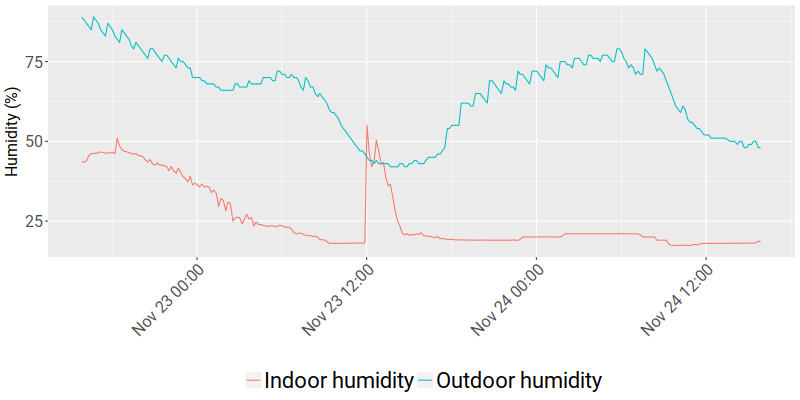 Humidity (%)
75
50
25
Nov 23 00:00
Nov 23 12:00
Nov 24 00:00
Nov 24 12:00
Indoor humidity Outdoor humidity